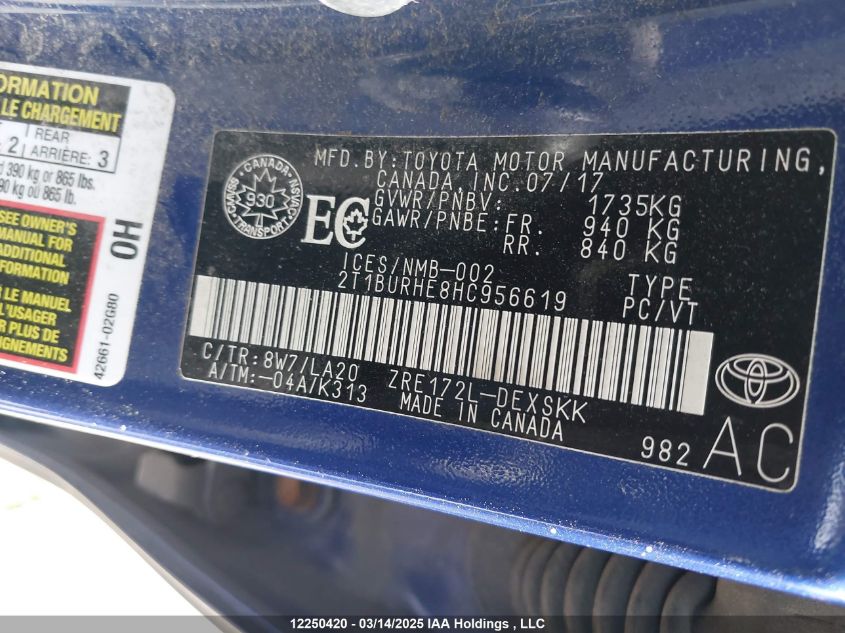 FORMATION
LE CHARGEMENT
2 REAR
ARRIÈRE: 3
390 kg or 865 lbs.
90 kg ou 865 lb.
SEE OWNER'S
MANUAL FOR
ADDITIONAL
INFORMATION
le Manuel
L'USAGER
PLUS DE
OH
42661-02G80
CANADA
930
TRANSPORT
EC
MFD.BY:TOYOTA MOTOR MANUFACTURING,
CANADA,INC.07/17
GVWR/PNBV: 1735KG
GAWR/PNBE:FR. 940 KG
RR. 840 KG
ICES/NMB-002
2T1BURHE8HC956619
TYPE
PC/VT
C/TR:8W7/LA20
A/TM:-04A/K313
ZRE172L-DEXSKK
MADE IN CANADA
982 AC
12250420 - 03/14/2025 IAA Holdings , LLC